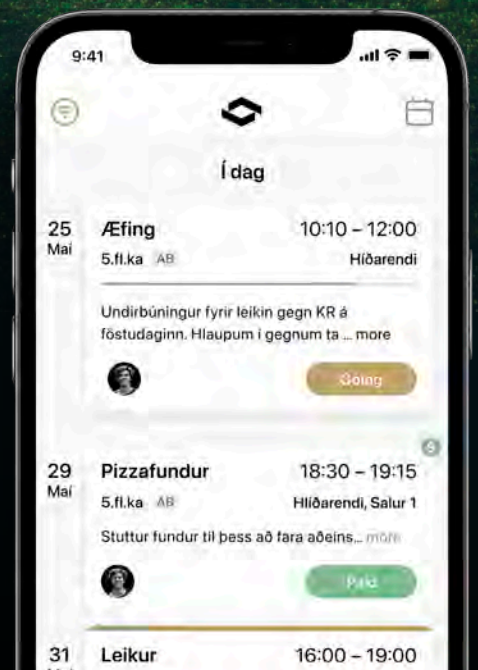 9:41
Í dag
25 Æfing 10:10 – 12:00
Maí
5.fl.ka AB Híðarendi
Undirbúningur fyrir leikin gegn KR á
föstudaginn. Hlaupum í gegnum ta ... more
Going
29 Pizzafundur 18:30 – 19:15
Maí
5.fl.ka AB Hlíðarendi, Salur 1
Stuttur fundur til þess að fara aðeins... more
Paid
31 Leikur 16:00 – 19:00